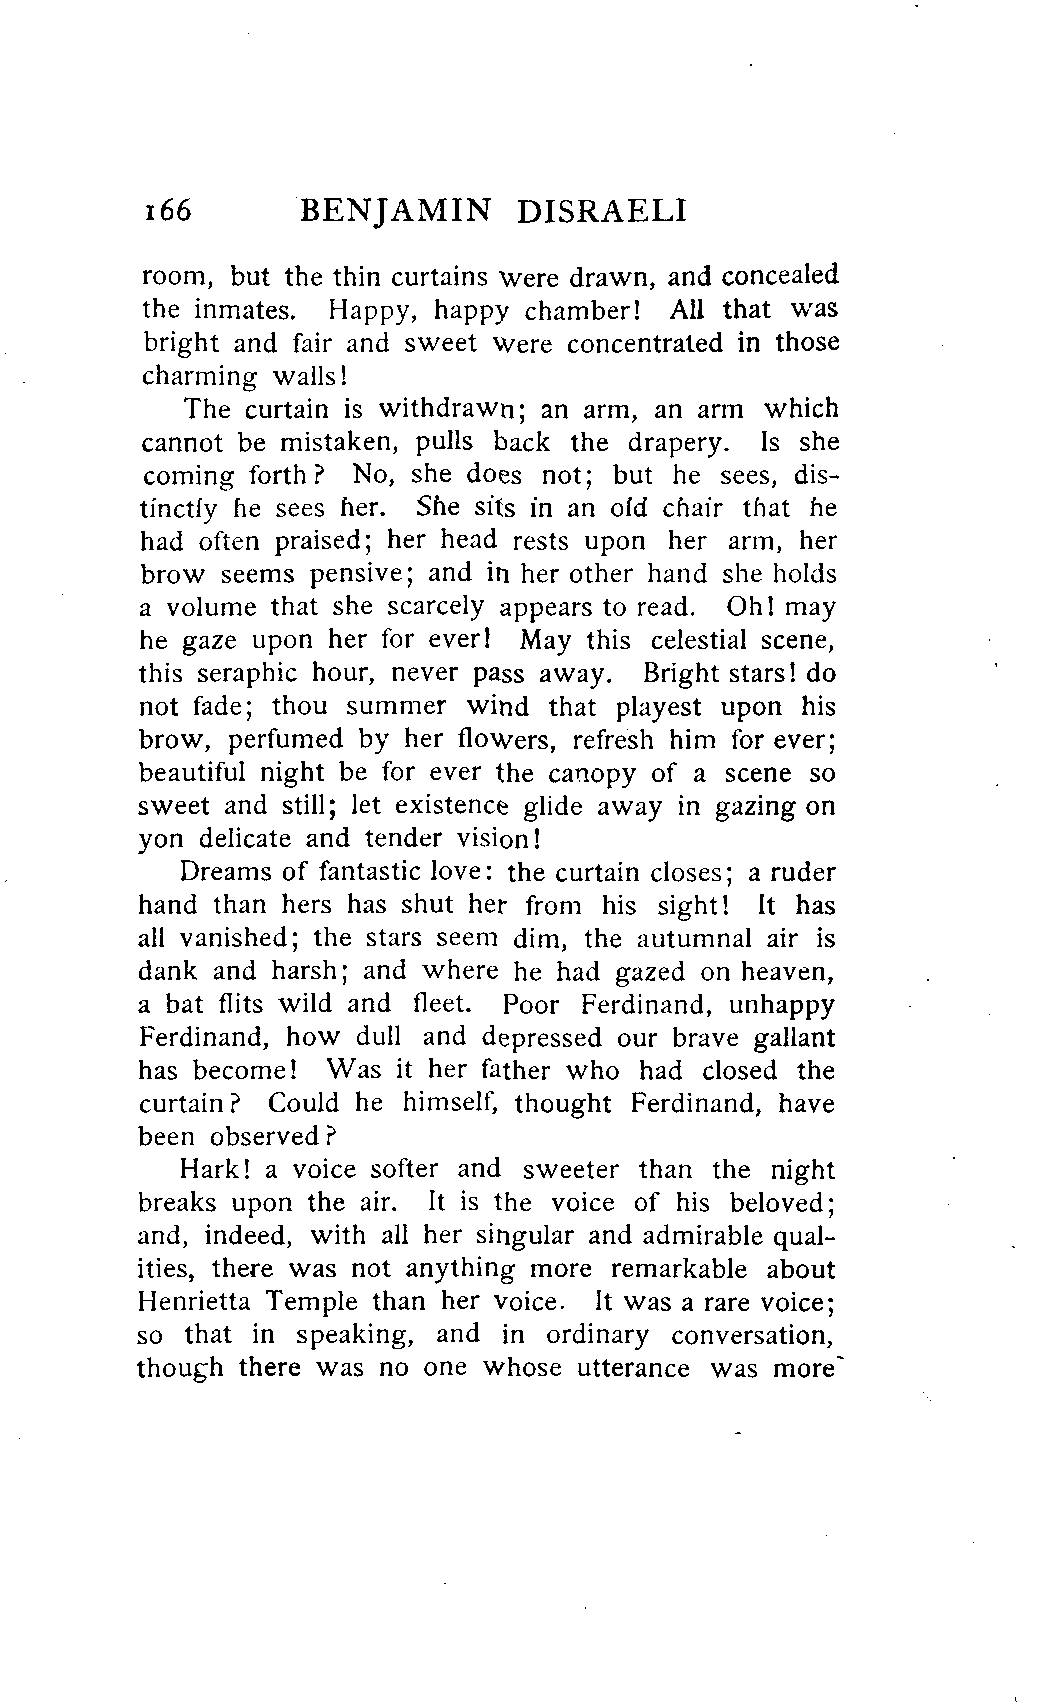 166 BENJAMIN DISRAELI
room, but the thin curtains were drawn, and concealed
the inmates. Happy, happy chamber! All that was
bright and fair and sweet were concentrated in those
charming walls!
The curtain is withdrawn; an arm, an arm which
cannot be mistaken, pulls back the drapery. Is she
coming forth? No, she does not; but he sees, dis-
tinctly he sees her. She sits in an old chair that he
had often praised; her head rests upon her arm, her
brow seems pensive; and in her other hand she holds
a volume that she scarcely appears to read. Oh! may
he gaze upon her for ever! May this celestial scene,
this seraphic hour, never pass away. Bright stars! do
not fade; thou summer wind that playest upon his
brow, perfumed by her flowers, refresh him for ever;
beautiful night be for ever the canopy of a scene so
sweet and still; let existence glide away in gazing on
yon delicate and tender vision!
Dreams of fantastic love: the curtain closes; a ruder
hand than hers has shut her from his sight! It has
all vanished; the stars seem dim, the autumnal air is
dank and harsh; and where he had gazed on heaven,
a bat flits wild and fleet. Poor Ferdinand, unhappy
Ferdinand, how dull and depressed our brave gallant
has become! Was it her father who had closed the
curtain? Could he himself, thought Ferdinand, have
been observed?
Hark! a voice softer and sweeter than the night
breaks upon the air. It is the voice of his beloved;
and, indeed, with all her singular and admirable qual-
ities, there was not anything more remarkable about
Henrietta Temple than her voice. It was a rare voice;
so that in speaking, and in ordinary conversation,
though there was no one whose utterance was more